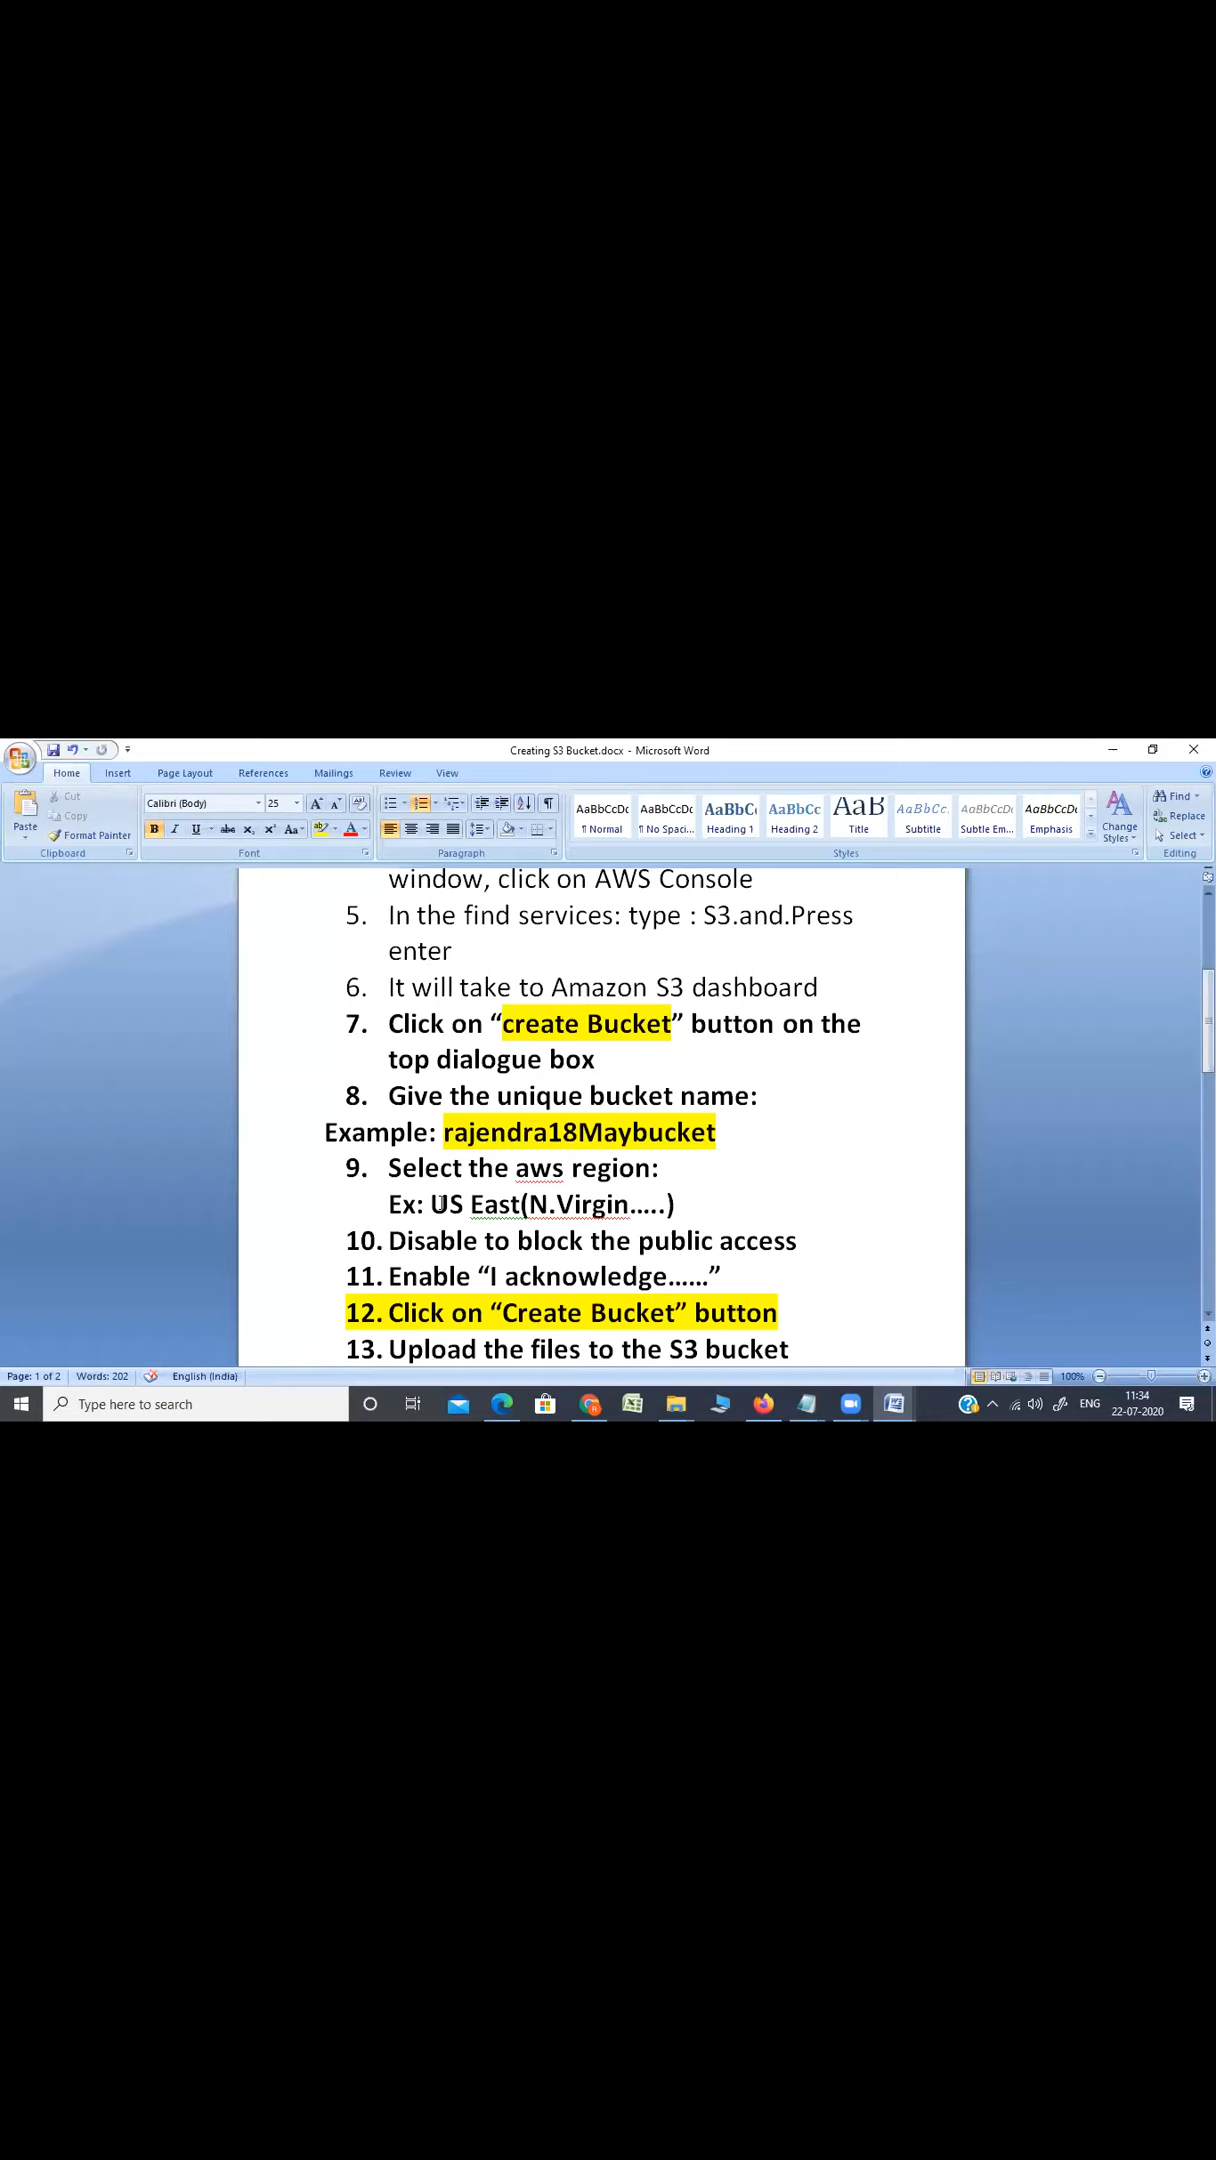 Creating S3 Bucket.docx - Microsoft Word
Home Insert Page Layout References Mailings Review View
Paste
Cut
Copy
Format Painter
Clipboard
Calibri (Body) 25
Font
Paragraph
AaBbCcDc AaBbCcDc AaBbC AaBbCc AaB AaBbCc. AaBbCcDc AaBbCcDc
¶ Normal ¶ No Spaci... Heading 1 Heading 2 Title Subtitle Subtle Em... Emphasis
Change Styles
Styles
Find
Replace
Select
Editing
window, click on AWS Console
5. In the find services: type : S3.and.Press
enter
6. It will take to Amazon S3 dashboard
7. Click on “create Bucket” button on the
top dialogue box
8. Give the unique bucket name:
Example: rajendra18Maybucket
9. Select the aws region:
Ex: US East(N.Virgin.....)
10. Disable to block the public access
11. Enable “I acknowledge......”
12. Click on “Create Bucket” button
13. Upload the files to the S3 bucket
Page: 1 of 2 Words: 202 English (India) 100%
Type here to search
ENG
11:34
22-07-2020